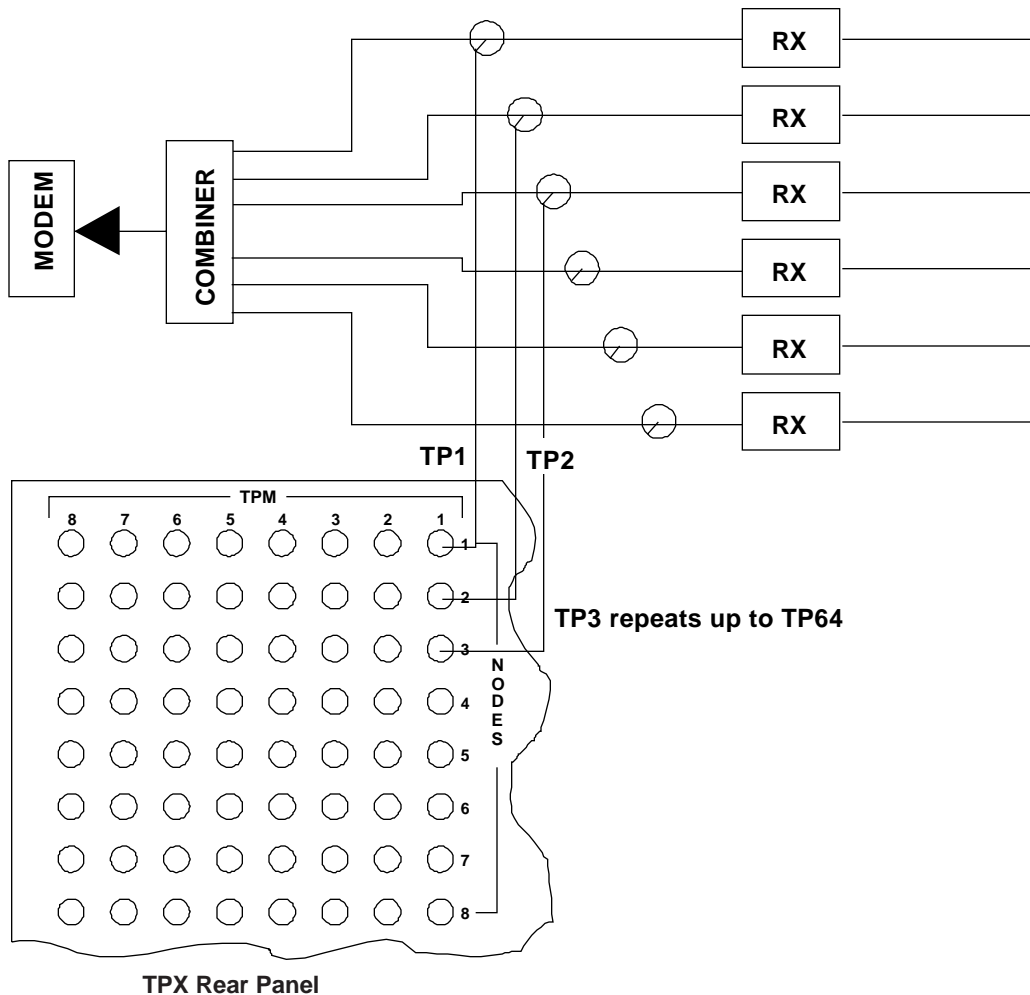 RX
RX
RX
RX
RX
RX
MODEM
COMBINER
TP1
TP2
TPM
8 7 6 5 4 3 2 1
1
2
TP3 repeats up to TP64
3
NODES
4
5
6
7
8
TPX Rear Panel